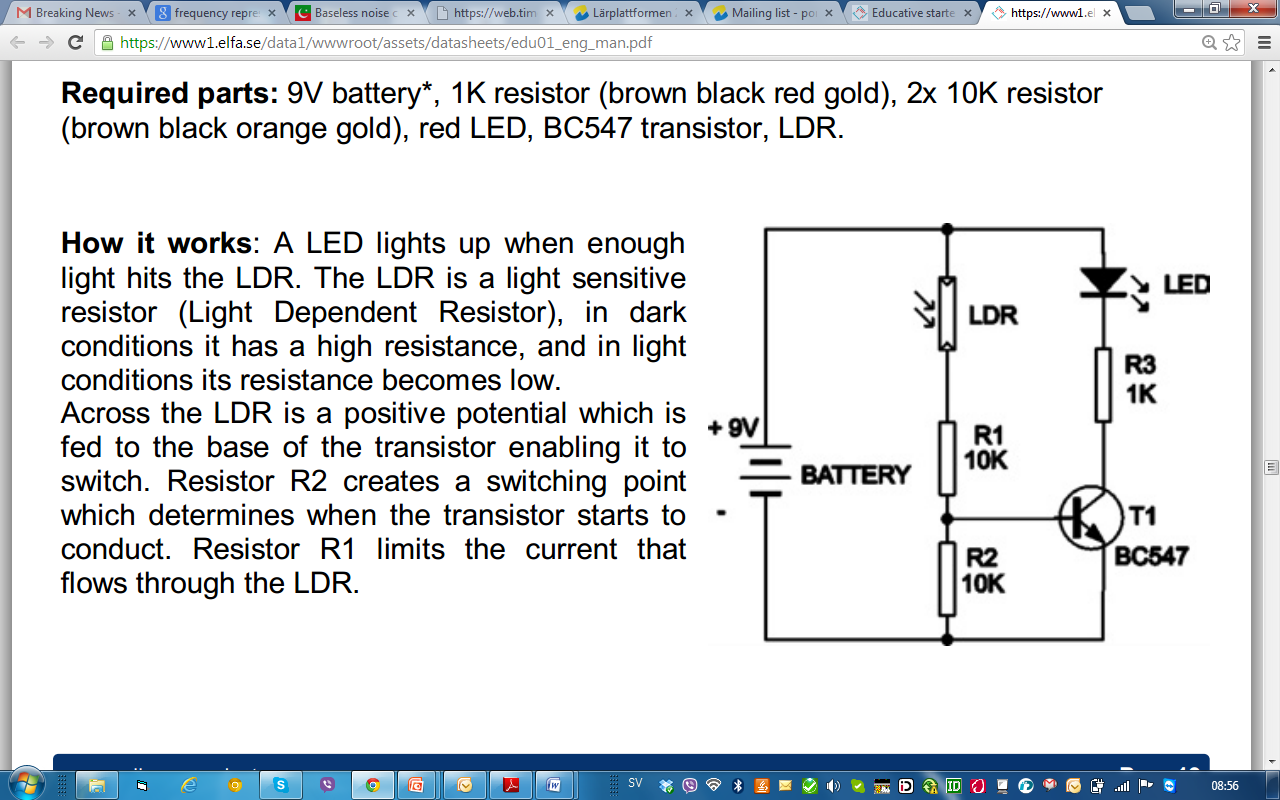 Breaking News
frequency repre
Baseless noise c
https://web.tim
Lärplattformen
Mailing list - po
Educative starte
https://www1.el
https://www1.elfa.se/data1/wwwroot/assets/datasheets/edu01_eng_man.pdf
Required parts: 9V battery*, 1K resistor (brown black red gold), 2x 10K resistor
(brown black orange gold), red LED, BC547 transistor, LDR.
How it works: A LED lights up when enough
light hits the LDR. The LDR is a light sensitive
resistor (Light Dependent Resistor), in dark
conditions it has a high resistance, and in light
conditions its resistance becomes low.
Across the LDR is a positive potential which is
fed to the base of the transistor enabling it to
switch. Resistor R2 creates a switching point
which determines when the transistor starts to
conduct. Resistor R1 limits the current that
flows through the LDR.
LED
LDR
R3
1K
+ 9V
R1
10K
BATTERY
-
T1
BC547
R2
10K
SV
08:56